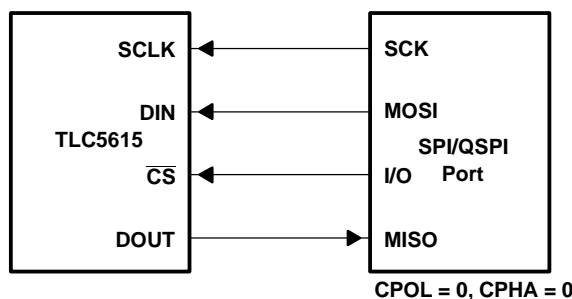 SCLK
DIN
TLC5615
CS
DOUT
SCK
MOSI
SPI/QSPI
Port
I/O
MISO
CPOL = 0, CPHA = 0